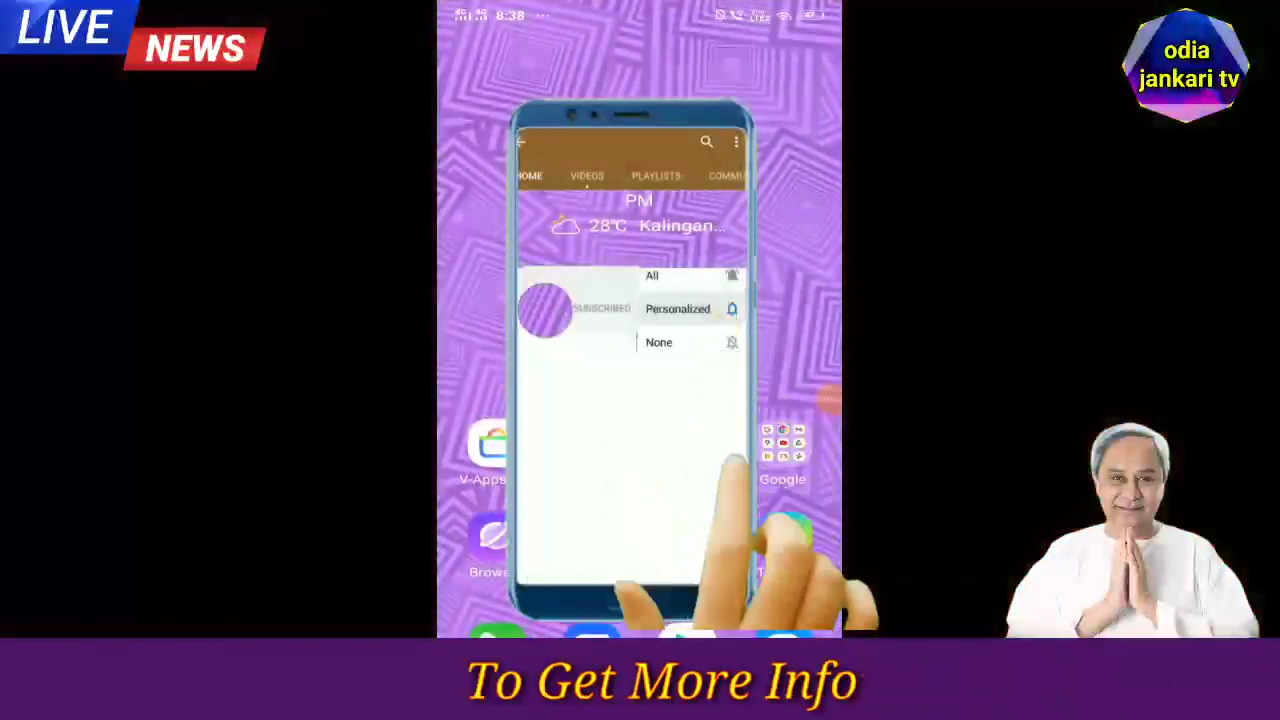 LIVE
NEWS
odia
jankari tv
8:38
HOME
VIDEOS
PLAYLISTS
PM
28°C Kalingan...
All
SUBSCRIBED
Personalized
None
V-Apps
Google
Brows
To Get More Info